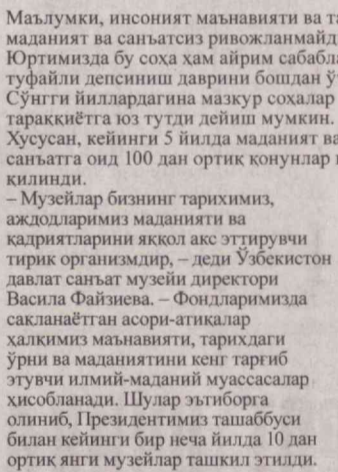 Маълумки, инсоният маънавияти ва та
маданият ва санъатсиз ривожланмайд
Юртимизда бу соҳа ҳам айрим сабабла
туфайли депсиниш даврини бошдан ў
Сўнгги йиллардагина мазкур соҳалар
тараққиётга юз тутди дейиш мумкин.
Хусусан, кейинги 5 йилда маданият ва
санъатга оид 100 дан ортиқ қонунлар
қилинди.
– Музейлар бизнинг тарихимиз,
аждодларимиз маданияти ва
қадриятларини яққол акс эттирувчи
тирик организмдир, – деди Ўзбекистон
давлат санъат музейи директори
Васила Файзиева. – Фондларимизда
сақланаётган асори-атиқалар
ҳалқимиз маънавияти, тарихдаги
ўрни ва маданиятини кенг тарғиб
этувчи илмий-маданий муассасалар
ҳисобланади. Шулар эътиборга
олиниб, Президентимиз ташаббуси
билан кейинги бир неча йилда 10 дан
ортиқ янги музейлар ташкил этилди.